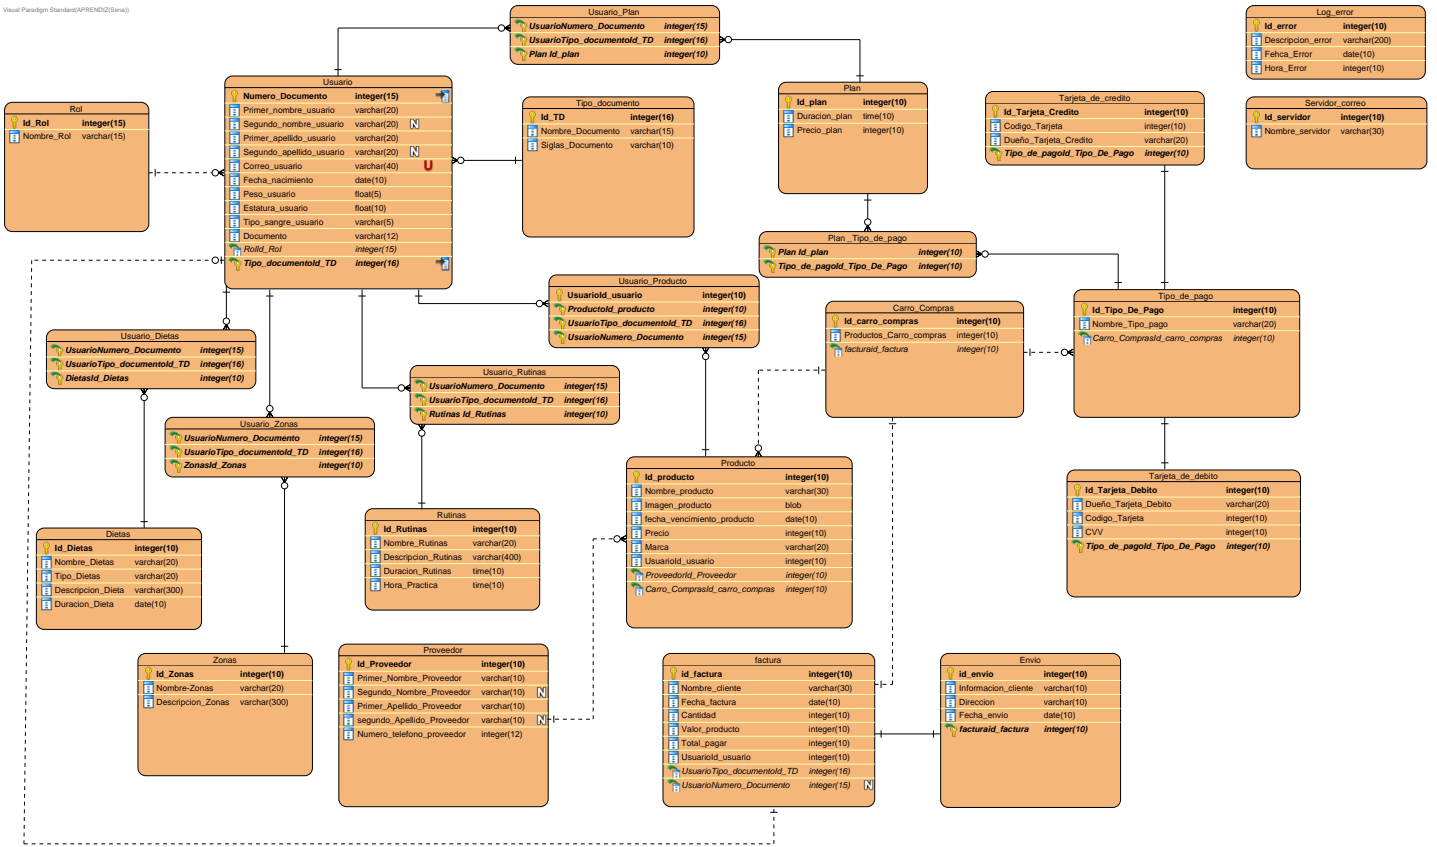 Visual Paradigm Standard(APRENDIZ(Sena))
Usuario_Plan
UsuarioNumero_Documento integer(15)
UsuarioTipo_documentoId_TD integer(16)
Plan Id_plan integer(10)
Log_error
Id_error integer(10)
Descripcion_error varchar(200)
Fehca_Error date(10)
Hora_Error integer(10)
Usuario
Numero_Documento integer(15)
Primer_nombre_usuario varchar(20)
Segundo_nombre_usuario varchar(20) N
Primer_apellido_usuario varchar(20)
Segundo_apellido_usuario varchar(20) N
Correo_usuario varchar(40) U
Fecha_nacimiento date(10)
Peso_usuario float(5)
Estatura_usuario float(10)
Tipo_sangre_usuario varchar(5)
Documento varchar(12)
RolId_Rol integer(15)
Tipo_documentoId_TD integer(16)
Rol
Id_Rol integer(15)
Nombre_Rol varchar(15)
Tipo_documento
Id_TD integer(16)
Nombre_Documento varchar(15)
Siglas_Documento varchar(10)
Plan
Id_plan integer(10)
Duracion_plan time(10)
Precio_plan integer(10)
Tarjeta_de_credito
Id_Tarjeta_Credito integer(10)
Codigo_Tarjeta integer(10)
Dueño_Tarjeta_Credito varchar(20)
Tipo_de_pagoId_Tipo_De_Pago integer(10)
Servidor_correo
Id_servidor integer(10)
Nombre_servidor varchar(30)
Plan _Tipo_de_pago
Plan Id_plan integer(10)
Tipo_de_pagoId_Tipo_De_Pago integer(10)
Usuario_Producto
UsuarioId_usuario integer(10)
ProductoId_producto integer(10)
UsuarioTipo_documentoId_TD integer(16)
UsuarioNumero_Documento integer(15)
Carro_Compras
Id_carro_compras integer(10)
Productos_Carro_compras integer(10)
facturaid_factura integer(10)
Tipo_de_pago
Id_Tipo_De_Pago integer(10)
Nombre_Tipo_pago varchar(20)
Carro_ComprasId_carro_compras integer(10)
Usuario_Dietas
UsuarioNumero_Documento integer(15)
UsuarioTipo_documentoId_TD integer(16)
DietasId_Dietas integer(10)
Usuario_Rutinas
UsuarioNumero_Documento integer(15)
UsuarioTipo_documentoId_TD integer(16)
Rutinas Id_Rutinas integer(10)
Usuario_Zonas
UsuarioNumero_Documento integer(15)
UsuarioTipo_documentoId_TD integer(16)
ZonasId_Zonas integer(10)
Producto
Id_producto integer(10)
Nombre_producto varchar(30)
Imagen_producto blob
fecha_vencimiento_producto date(10)
Precio integer(10)
Marca varchar(20)
UsuarioId_usuario integer(10)
ProveedorId_Proveedor integer(10)
Carro_ComprasId_carro_compras integer(10)
Tarjeta_de_debito
Id_Tarjeta_Debito integer(10)
Dueño_Tarjeta_Debito varchar(20)
Codigo_Tarjeta integer(10)
CVV integer(10)
Tipo_de_pagoId_Tipo_De_Pago integer(10)
Rutinas
Id_Rutinas integer(10)
Nombre_Rutinas varchar(20)
Descripcion_Rutinas varchar(400)
Duracion_Rutinas time(10)
Hora_Practica time(10)
Dietas
Id_Dietas integer(10)
Nombre_Dietas varchar(20)
Tipo_Dietas varchar(20)
Descripcion_Dieta varchar(300)
Duracion_Dieta date(10)
Zonas
Id_Zonas integer(10)
Nombre-Zonas varchar(20)
Descripcion_Zonas varchar(300)
Proveedor
Id_Proveedor integer(10)
Primer_Nombre_Proveedor varchar(10)
Segundo_Nombre_Proveedor varchar(10) N
Primer_Apellido_Proveedor varchar(10)
segundo_Apellido_Proveedor varchar(10) N
Numero_telefono_proveedor integer(12)
factura
id_factura integer(10)
Nombre_cliente varchar(30)
Fecha_factura date(10)
Cantidad integer(10)
Valor_producto integer(10)
Total_pagar integer(10)
UsuarioId_usuario integer(10)
UsuarioTipo_documentoId_TD integer(16)
UsuarioNumero_Documento integer(15) N
Envio
id_envio integer(10)
Informacion_cliente varchar(10)
Direccion varchar(10)
Fecha_envio date(10)
facturaid_factura integer(10)